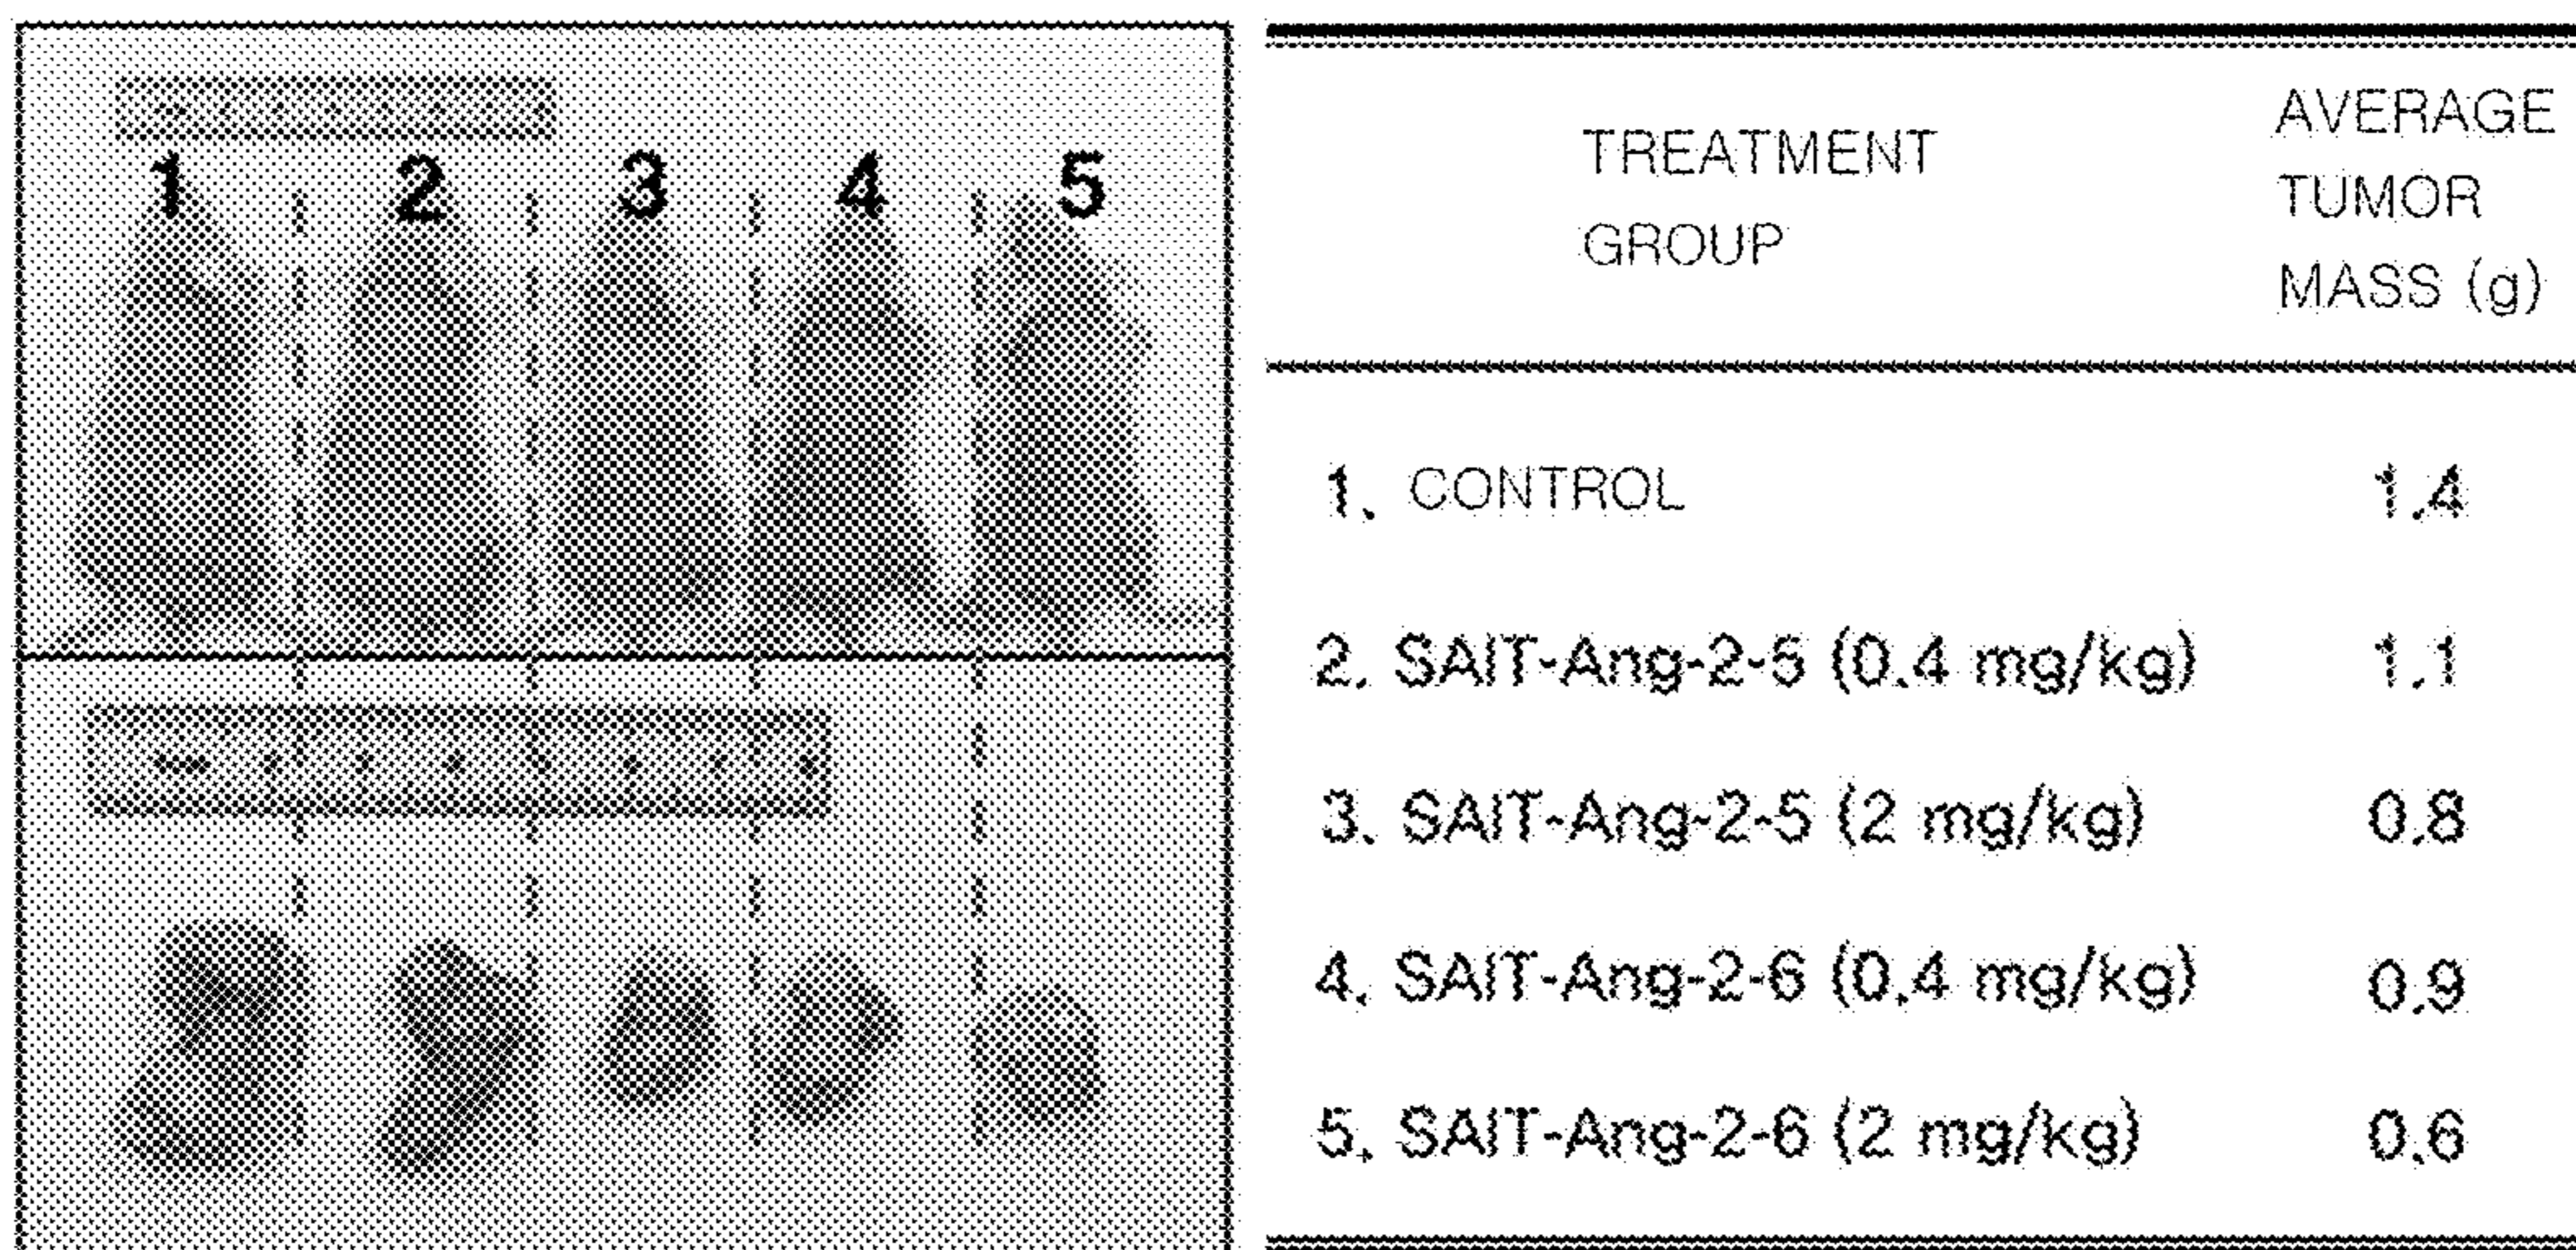 1 2 3 4 5
TREATMENT
GROUP
AVERAGE
TUMOR
MASS (g)
1. CONTROL 1.4
2. SAIT-Ang-2-5 (0.4 mg/kg) 1.1
3. SAIT-Ang-2-5 (2 mg/kg) 0.8
4. SAIT-Ang-2-6 (0.4 mg/kg) 0.9
5. SAIT-Ang-2-6 (2 mg/kg) 0.6